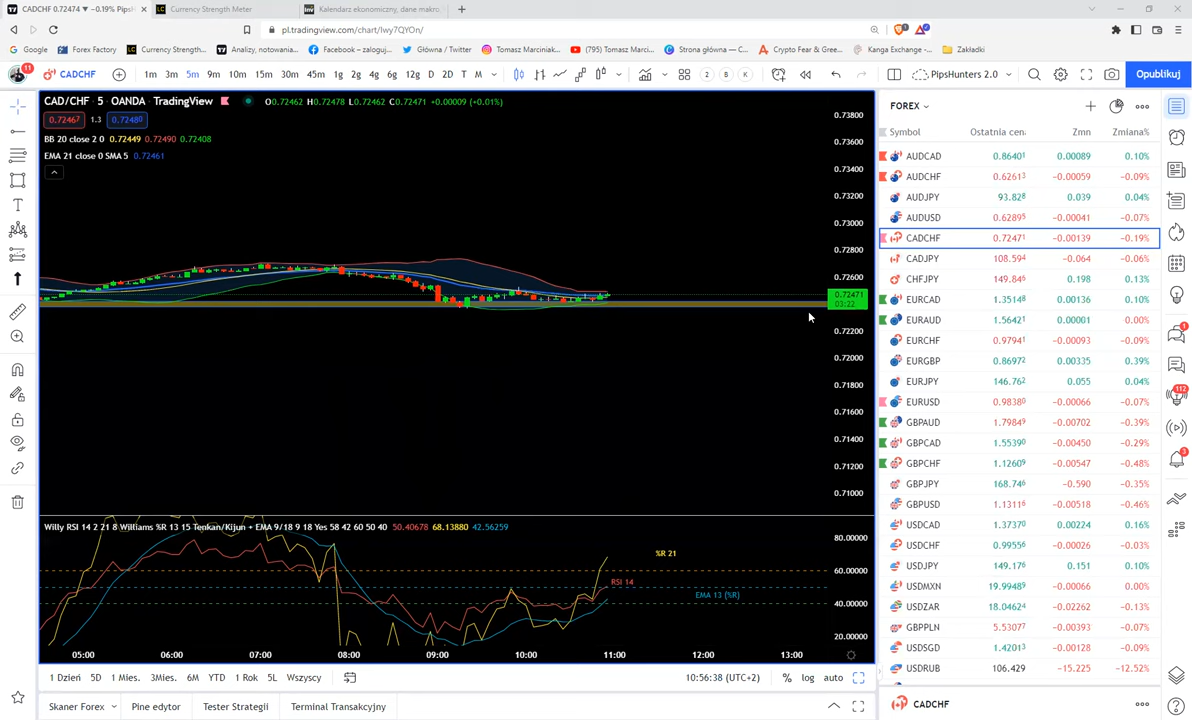 CADCHF 0.72474 ▼ −0.19% PipsH
Currency Strength Meter
Kalendarz ekonomiczny, dane makro
pl.tradingview.com/chart/Iwy7QYOn/
Google Forex Factory Currency Strength... Analizy, notowania... Facebook – zaloguj... Główna / Twitter Tomasz Marciniak... (795) Tomasz Marci... Strona główna — C... Crypto Fear & Gree... Kanga Exchange -... Zakładki
11 CADCHF 1m 3m 5m 9m 10m 15m 30m 45m 1g 2g 4g 6g 12g D 2D T M 2 B K PipsHunters 2.0 Opublikuj
CAD/CHF · 5 · OANDA · TradingView O0.72462 H0.72478 L0.72462 C0.72471 +0.00009 (+0.01%)
0.72467 1.3 0.72480
BB 20 close 2 0 0.72449 0.72490 0.72408
EMA 21 close 0 SMA 5 0.72461
0.73800
0.73600
0.73400
0.73200
0.73000
0.72800
0.72600
0.72471
03:22
0.72200
0.72000
0.71800
0.71600
0.71400
0.71200
0.71000
Willy RSI 14 2 21 8 Williams %R 13 15 Tenkan/Kijun + EMA 9/18 9 18 Yes 58 42 60 50 40 50.40678 68.13880 42.56259
%R 21
RSI 14
EMA 13 (%R)
80.00000
60.00000
40.00000
20.00000
05:00 06:00 07:00 08:00 09:00 10:00 11:00 12:00 13:00
1 Dzień 5D 1 Mies. 3Mies. 6M YTD 1 Rok 5L Wszyscy 10:56:38 (UTC+2) % log auto
Skaner Forex Pine edytor Tester Strategii Terminal Transakcyjny
FOREX
Symbol Ostatnia cena Zmn Zmiana%
AUDCAD 0.86401 0.00089 0.10%
AUDCHF 0.62613 −0.00059 −0.09%
AUDJPY 93.828 0.039 0.04%
AUDUSD 0.62895 −0.00041 −0.07%
CADCHF 0.72471 −0.00139 −0.19%
CADJPY 108.594 −0.064 −0.06%
CHFJPY 149.846 0.198 0.13%
EURCAD 1.35148 0.00136 0.10%
EURAUD 1.56421 0.00001 −0.00%
EURCHF 0.97941 −0.00093 −0.09%
EURGBP 0.86972 0.00335 0.39%
EURJPY 146.762 0.055 0.04%
EURUSD 0.98380 −0.00066 −0.07%
GBPAUD 1.79849 −0.00702 −0.39%
GBPCAD 1.55390 −0.00450 −0.29%
GBPCHF 1.12609 −0.00547 −0.48%
GBPJPY 168.746 −0.590 −0.35%
GBPUSD 1.13116 −0.00518 −0.46%
USDCAD 1.37370 0.00224 0.16%
USDCHF 0.99556 −0.00026 −0.03%
USDJPY 149.176 0.151 0.10%
USDMXN 19.99489 −0.00066 0.00%
USDZAR 18.04624 −0.02262 −0.13%
GBPPLN 5.53077 −0.00393 −0.07%
USDSGD 1.42013 −0.00128 −0.09%
USDRUB 106.429 −15.225 −12.52%
CADCHF
1
112
3